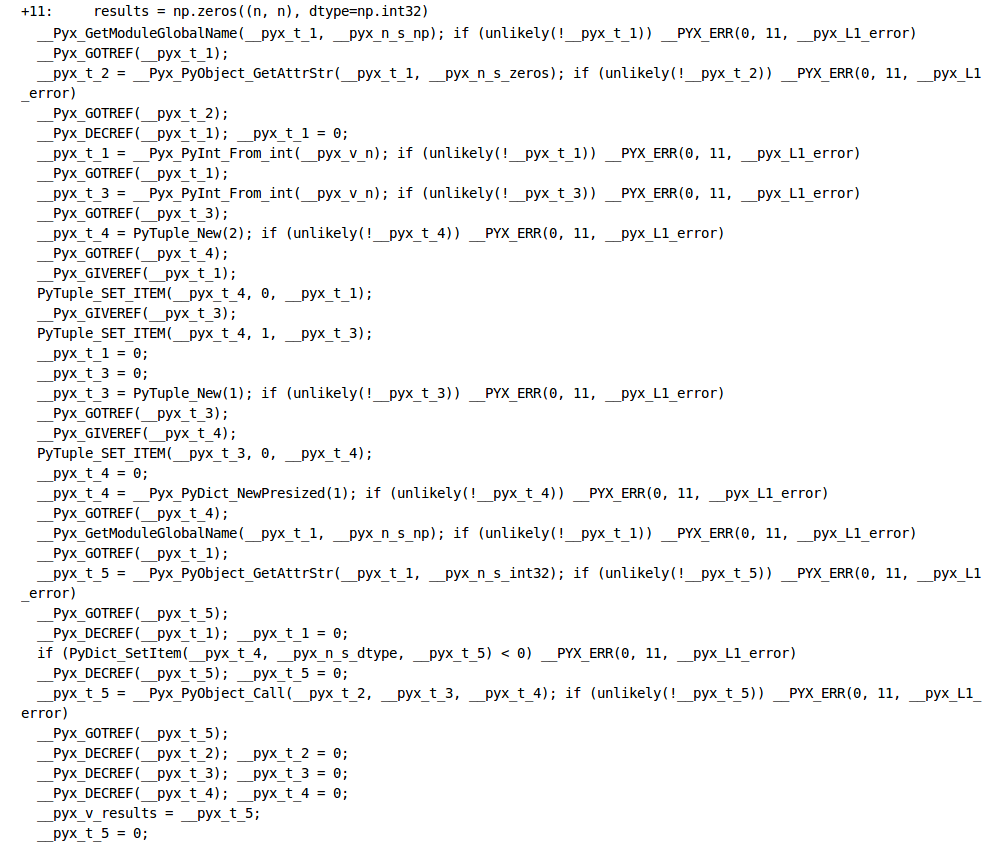 +11:     results = np.zeros((n, n), dtype=np.int32)
  __Pyx_GetModuleGlobalName(__pyx_t_1, __pyx_n_s_np); if (unlikely(!__pyx_t_1)) __PYX_ERR(0, 11, __pyx_L1_error)
  __Pyx_GOTREF(__pyx_t_1);
  __pyx_t_2 = __Pyx_PyObject_GetAttrStr(__pyx_t_1, __pyx_n_s_zeros); if (unlikely(!__pyx_t_2)) __PYX_ERR(0, 11, __pyx_L1
_error)
  __Pyx_GOTREF(__pyx_t_2);
  __Pyx_DECREF(__pyx_t_1); __pyx_t_1 = 0;
  __pyx_t_1 = __Pyx_PyInt_From_int(__pyx_v_n); if (unlikely(!__pyx_t_1)) __PYX_ERR(0, 11, __pyx_L1_error)
  __Pyx_GOTREF(__pyx_t_1);
  __pyx_t_3 = __Pyx_PyInt_From_int(__pyx_v_n); if (unlikely(!__pyx_t_3)) __PYX_ERR(0, 11, __pyx_L1_error)
  __Pyx_GOTREF(__pyx_t_3);
  __pyx_t_4 = PyTuple_New(2); if (unlikely(!__pyx_t_4)) __PYX_ERR(0, 11, __pyx_L1_error)
  __Pyx_GOTREF(__pyx_t_4);
  __Pyx_GIVEREF(__pyx_t_1);
  PyTuple_SET_ITEM(__pyx_t_4, 0, __pyx_t_1);
  __Pyx_GIVEREF(__pyx_t_3);
  PyTuple_SET_ITEM(__pyx_t_4, 1, __pyx_t_3);
  __pyx_t_1 = 0;
  __pyx_t_3 = 0;
  __pyx_t_3 = PyTuple_New(1); if (unlikely(!__pyx_t_3)) __PYX_ERR(0, 11, __pyx_L1_error)
  __Pyx_GOTREF(__pyx_t_3);
  __Pyx_GIVEREF(__pyx_t_4);
  PyTuple_SET_ITEM(__pyx_t_3, 0, __pyx_t_4);
  __pyx_t_4 = 0;
  __pyx_t_4 = __Pyx_PyDict_NewPresized(1); if (unlikely(!__pyx_t_4)) __PYX_ERR(0, 11, __pyx_L1_error)
  __Pyx_GOTREF(__pyx_t_4);
  __Pyx_GetModuleGlobalName(__pyx_t_1, __pyx_n_s_np); if (unlikely(!__pyx_t_1)) __PYX_ERR(0, 11, __pyx_L1_error)
  __Pyx_GOTREF(__pyx_t_1);
  __pyx_t_5 = __Pyx_PyObject_GetAttrStr(__pyx_t_1, __pyx_n_s_int32); if (unlikely(!__pyx_t_5)) __PYX_ERR(0, 11, __pyx_L1
_error)
  __Pyx_GOTREF(__pyx_t_5);
  __Pyx_DECREF(__pyx_t_1); __pyx_t_1 = 0;
  if (PyDict_SetItem(__pyx_t_4, __pyx_n_s_dtype, __pyx_t_5) < 0) __PYX_ERR(0, 11, __pyx_L1_error)
  __Pyx_DECREF(__pyx_t_5); __pyx_t_5 = 0;
  __pyx_t_5 = __Pyx_PyObject_Call(__pyx_t_2, __pyx_t_3, __pyx_t_4); if (unlikely(!__pyx_t_5)) __PYX_ERR(0, 11, __pyx_L1_
error)
  __Pyx_GOTREF(__pyx_t_5);
  __Pyx_DECREF(__pyx_t_2); __pyx_t_2 = 0;
  __Pyx_DECREF(__pyx_t_3); __pyx_t_3 = 0;
  __Pyx_DECREF(__pyx_t_4); __pyx_t_4 = 0;
  __pyx_v_results = __pyx_t_5;
  __pyx_t_5 = 0;